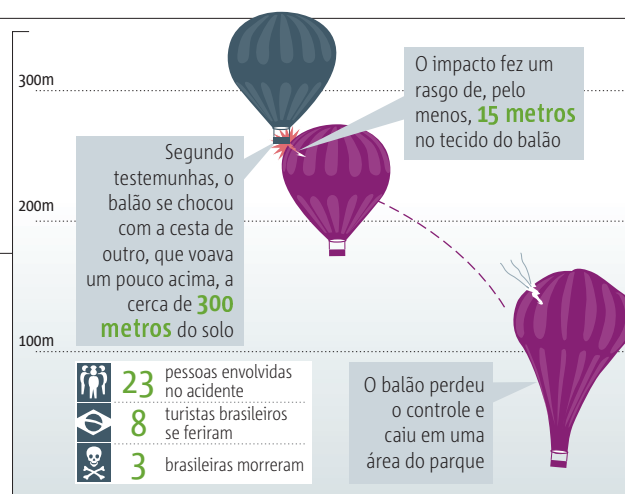 300m
O impacto fez um
rasgo de, pelo
menos, 15 metros
no tecido do balão
Segundo
testemunhas, o
balão se chocou
com a cesta de
outro, que voava
um pouco acima, a
cerca de 300
metros do solo
200m
100m
23 pessoas envolvidas
no acidente
8 turistas brasileiros
se feriram
3 brasileiras morreram
O balão perdeu
o controle e
caiu em uma
área do parque